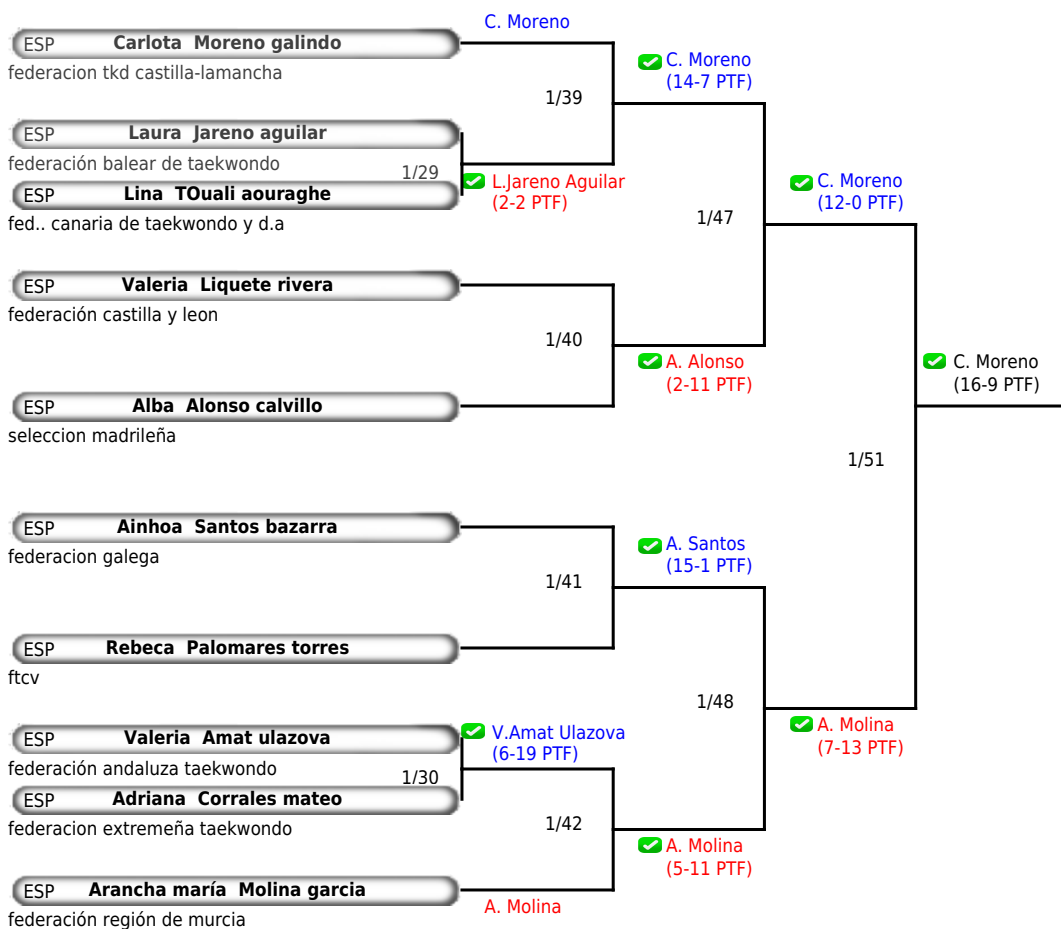 C. Moreno
ESP Carlota Moreno galindo
federacion tkd castilla-lamancha
C. Moreno
(14-7 PTF)
1/39
ESP Laura Jareno aguilar
federación balear de taekwondo
1/29
L.Jareno Aguilar
(2-2 PTF)
ESP Lina TOuali aouraghe
fed.. canaria de taekwondo y d.a
C. Moreno
(12-0 PTF)
1/47
ESP Valeria Liquete rivera
federación castilla y leon
1/40
A. Alonso
(2-11 PTF)
C. Moreno
(16-9 PTF)
ESP Alba Alonso calvillo
seleccion madrileña
1/51
ESP Ainhoa Santos bazarra
federacion galega
A. Santos
(15-1 PTF)
1/41
ESP Rebeca Palomares torres
ftcv
1/48
A. Molina
(7-13 PTF)
ESP Valeria Amat ulazova
federación andaluza taekwondo
V.Amat Ulazova
(6-19 PTF)
1/30
ESP Adriana Corrales mateo
federacion extremeña taekwondo
1/42
A. Molina
(5-11 PTF)
ESP Arancha maría Molina garcia
federación región de murcia
A. Molina